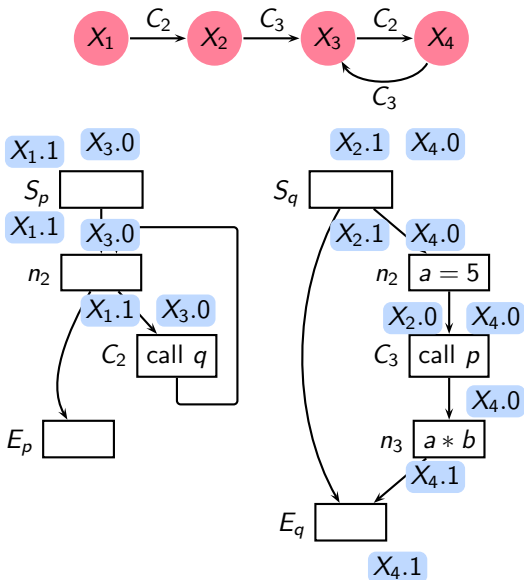 C₂ C₃ C₂
X₁ X₂ X₃ X₄
C₃
X₁.1 X₃.0 X₂.1 X₄.0
Sₚ S_q
X₁.1 X₃.0 X₂.1 X₄.0
n₂ n₂ a = 5
X₁.1 X₃.0 X₂.0 X₄.0
C₂ call q C₃ call p
X₄.0
Eₚ n₃ a ∗ b
X₄.1
E_q
X₄.1